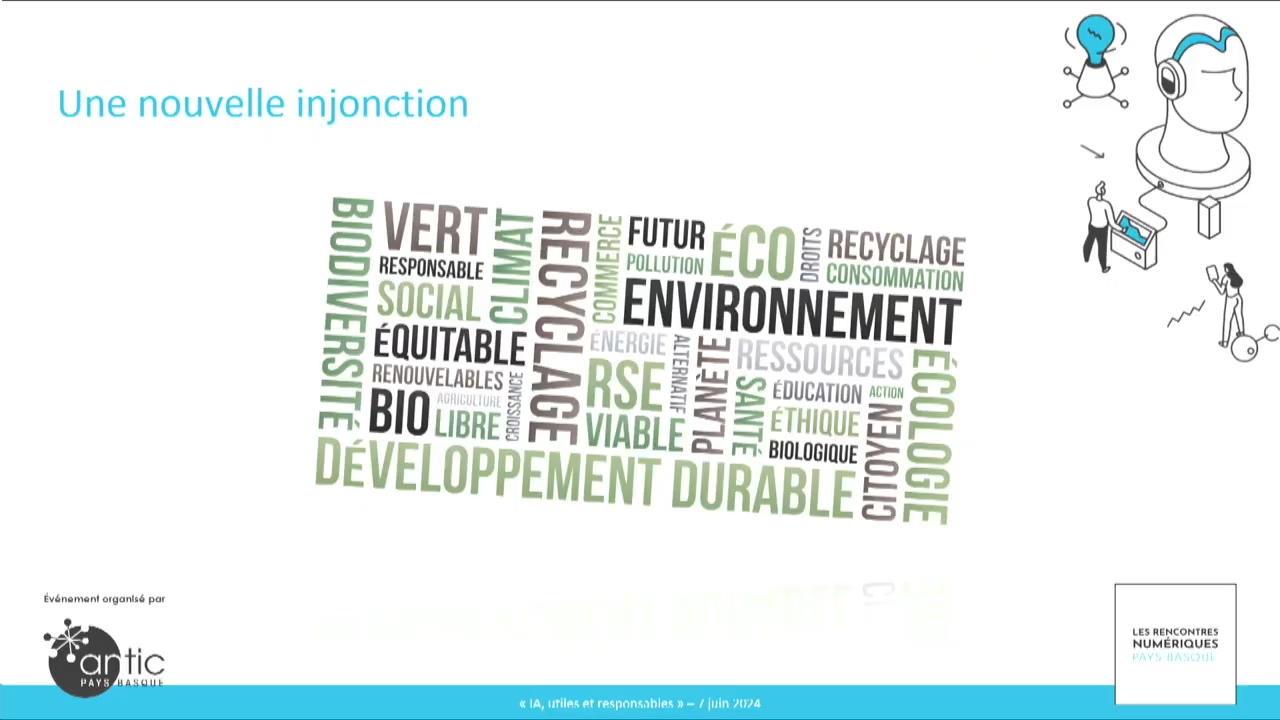 Une nouvelle injonction
BIODIVERSITÉ
VERT
RESPONSABLE
SOCIAL
CLIMAT
ÉQUITABLE
RENOUVELABLES
BIO
AGRICULTURE
LIBRE
CROISSANCE
RECYCLAGE
COMMERCE
FUTUR
POLLUTION
ÉCO
DROITS
RECYCLAGE
CONSOMMATION
ENVIRONNEMENT
ÉNERGIE
RSE
VIABLE
ALTERNATIF
PLANÈTE
RESSOURCES
SANTÉ
ÉDUCATION
ACTION
ÉTHIQUE
BIOLOGIQUE
CITOYEN
ÉCOLOGIE
DÉVELOPPEMENT DURABLE
Événement organisé par
antic
PAYS BASQUE
LES RENCONTRES
NUMÉRIQUES
PAYS BASQUE
« IA, utiles et responsables » – 7 juin 2024